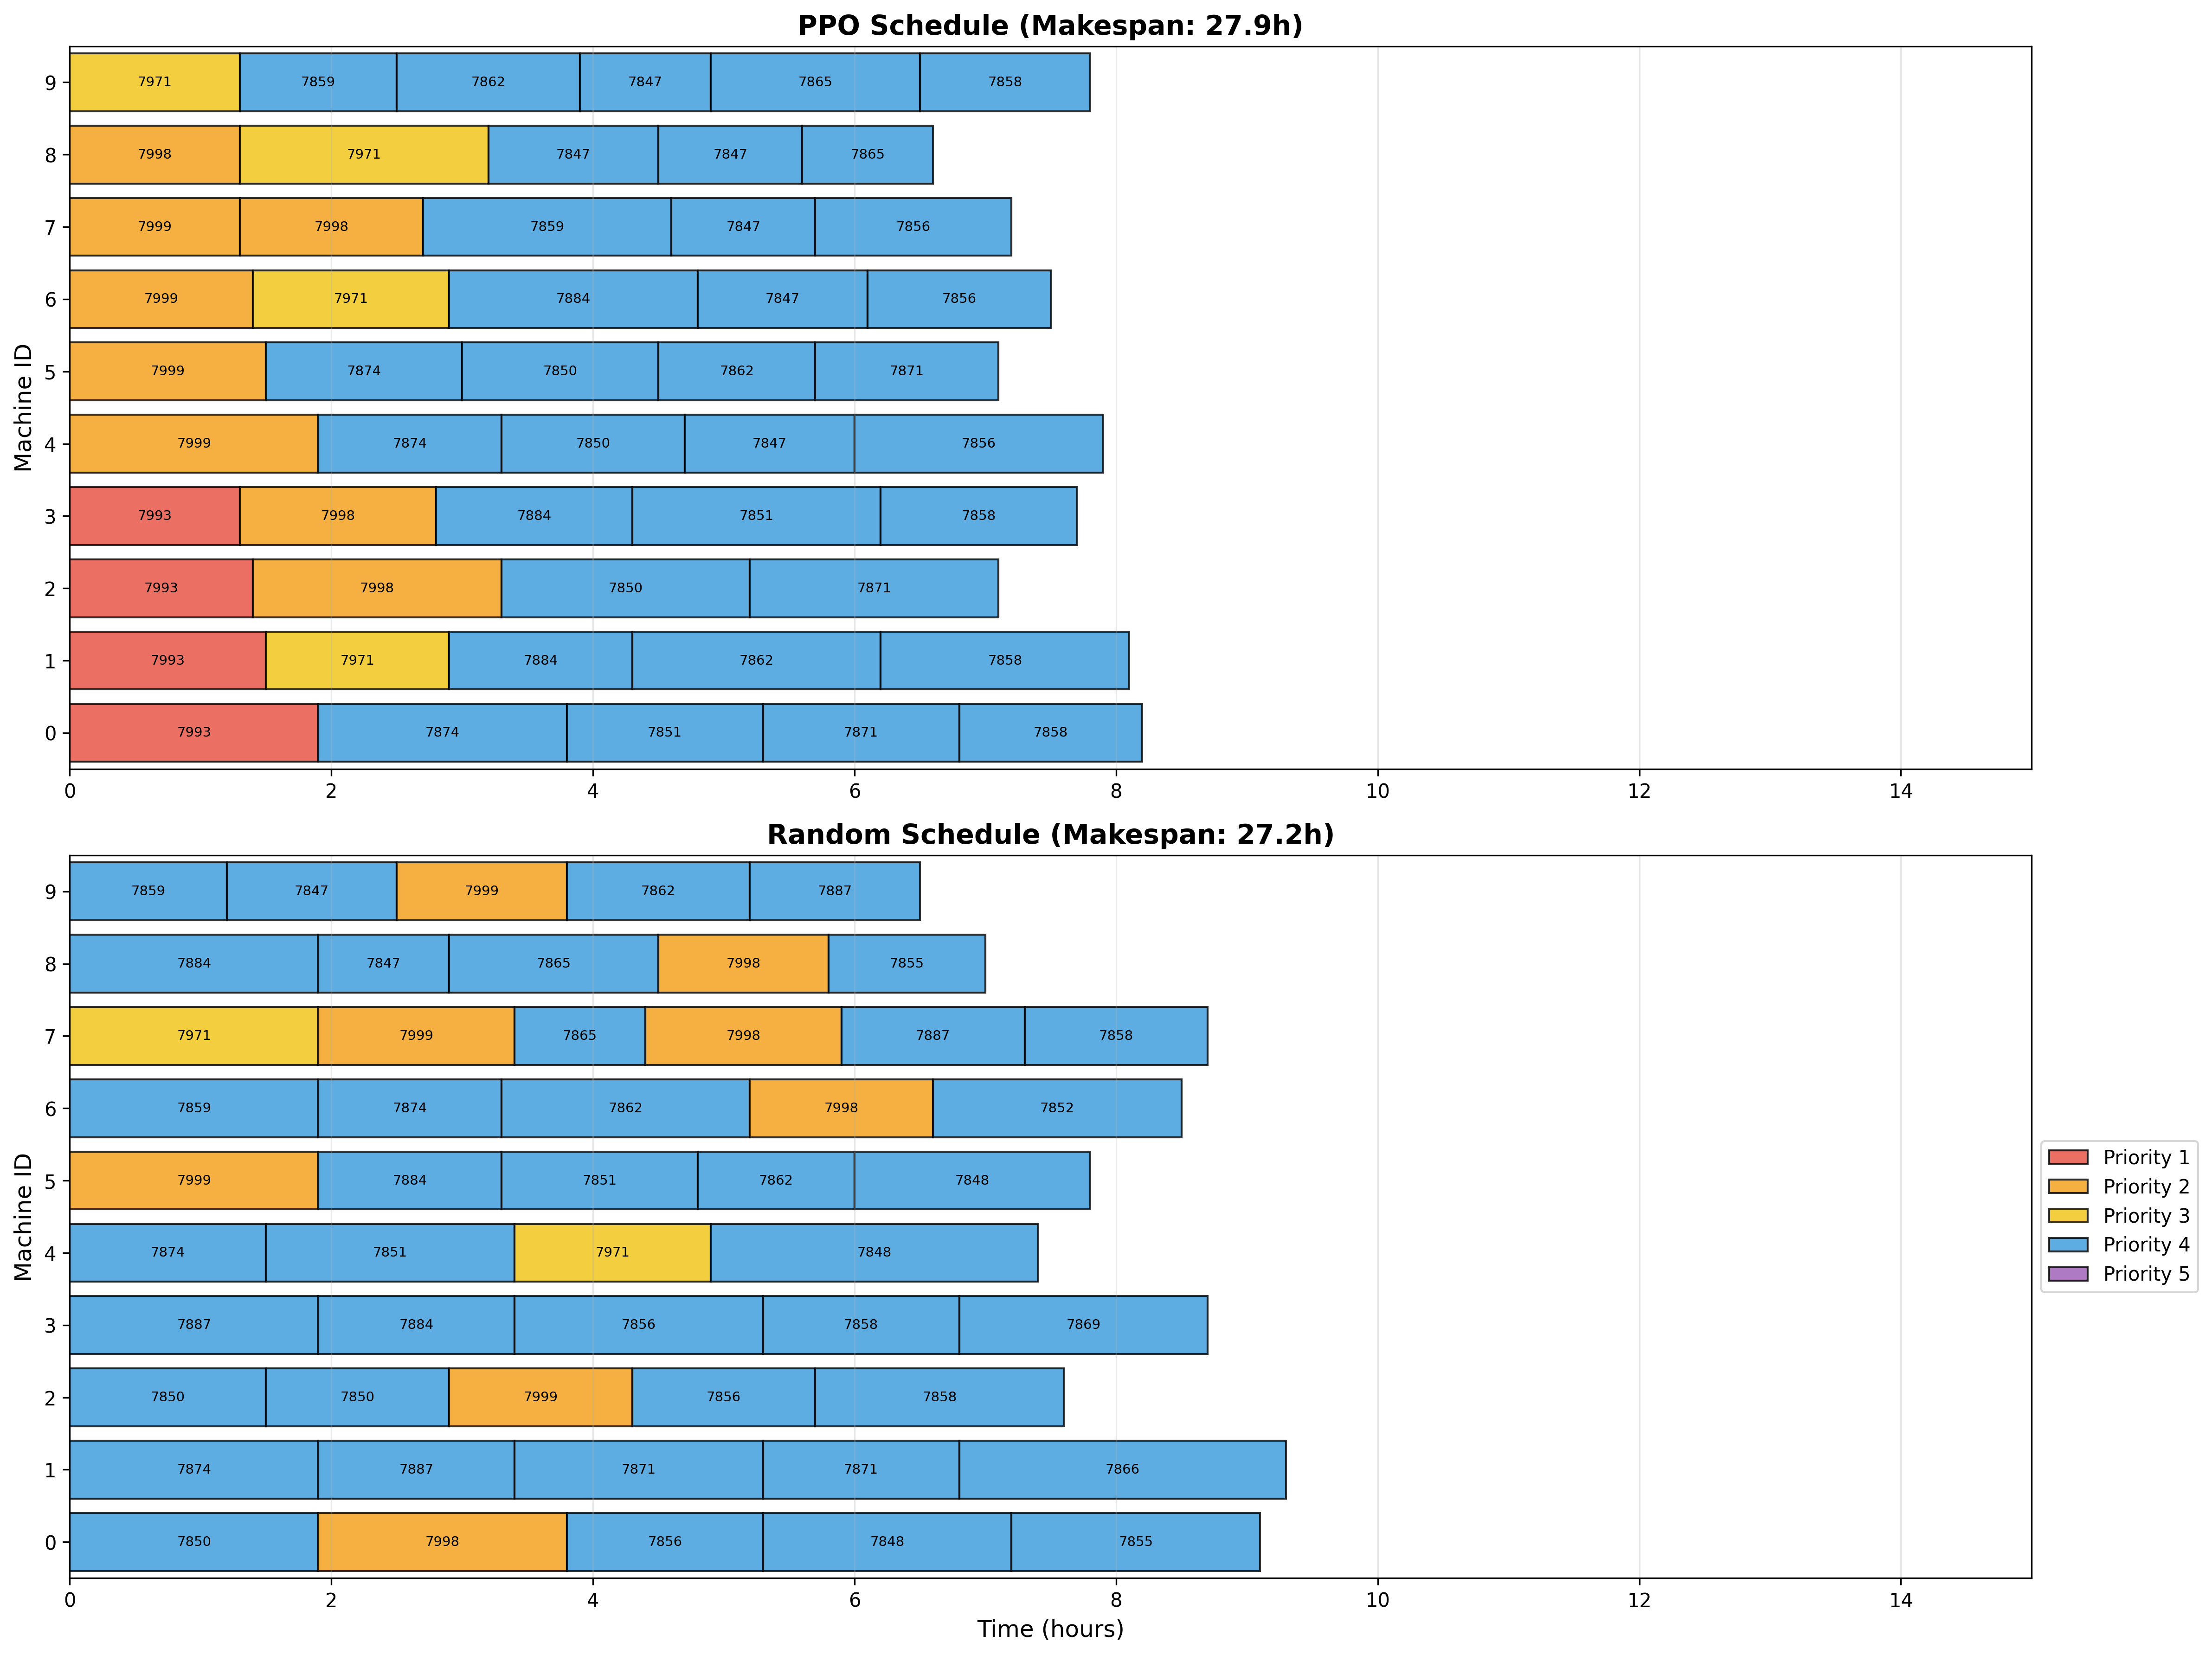 PPO Schedule (Makespan: 27.9h)
Machine ID
9 7971 7859 7862 7847 7865 7858
8 7998 7971 7847 7847 7865
7 7999 7998 7859 7847 7856
6 7999 7971 7884 7847 7856
5 7999 7874 7850 7862 7871
4 7999 7874 7850 7847 7856
3 7993 7998 7884 7851 7858
2 7993 7998 7850 7871
1 7993 7971 7884 7862 7858
0 7993 7874 7851 7871 7858
0 2 4 6 8 10 12 14
Random Schedule (Makespan: 27.2h)
Machine ID
9 7859 7847 7999 7862 7887
8 7884 7847 7865 7998 7855
7 7971 7999 7865 7998 7887 7858
6 7859 7874 7862 7998 7852
5 7999 7884 7851 7862 7848
4 7874 7851 7971 7848
3 7887 7884 7856 7858 7869
2 7850 7850 7999 7856 7858
1 7874 7887 7871 7871 7866
0 7850 7998 7856 7848 7855
0 2 4 6 8 10 12 14
Time (hours)
Priority 1
Priority 2
Priority 3
Priority 4
Priority 5